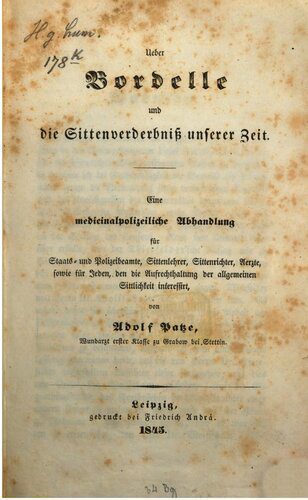 H. g. hum.
178 K
Ueber
Bordelle
und
die Sittenverderbniß unserer Zeit.
Eine
medicinalpolizeiliche Abhandlung
für
Staats- und Polizeibeamte, Sittenlehrer, Sittenrichter, Aerzte,
sowie für Jeden, den die Aufrechthaltung der allgemeinen
Sittlichkeit interessirt,
von
Adolf Patze,
Wundarzt erster Klasse zu Grabow bei Stettin.
Leipzig,
gedruckt bei Friedrich Andrä.
1845.